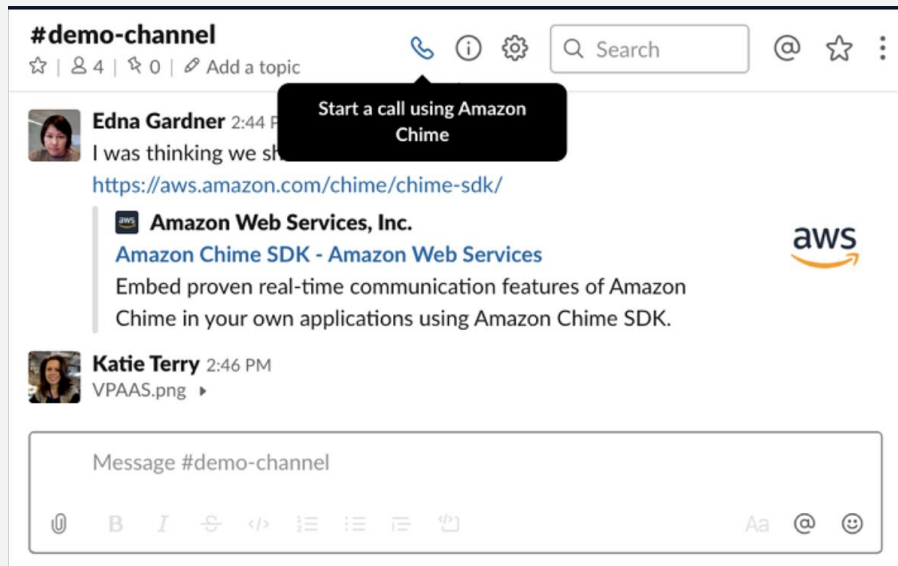 #demo-channel
4 | 0 | Add a topic
Search
Start a call using Amazon
Chime
Edna Gardner 2:44
I was thinking we
https://aws.amazon.com/chime/chime-sdk/
aws Amazon Web Services, Inc.
Amazon Chime SDK - Amazon Web Services
Embed proven real-time communication features of Amazon
Chime in your own applications using Amazon Chime SDK.
aws
Katie Terry 2:46 PM
VPAAS.png
Message #demo-channel
B I S </> Aa @